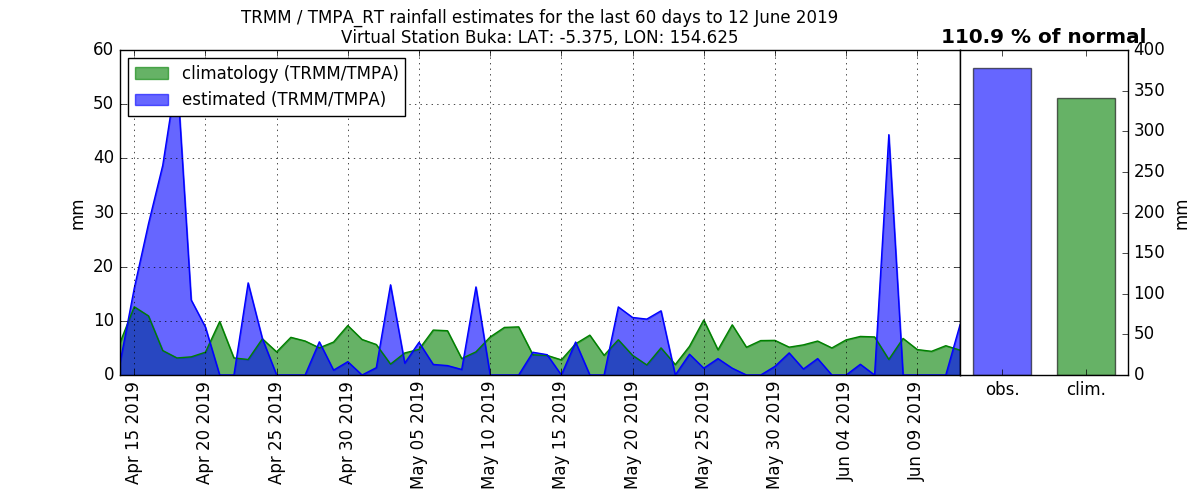 TRMM / TMPA_RT rainfall estimates for the last 60 days to 12 June 2019
Virtual Station Buka: LAT: -5.375, LON: 154.625
110.9 % of normal
climatology (TRMM/TMPA)
estimated (TRMM/TMPA)
60
50
40
30
20
10
0
mm
Apr 15 2019
Apr 20 2019
Apr 25 2019
Apr 30 2019
May 05 2019
May 10 2019
May 15 2019
May 20 2019
May 25 2019
May 30 2019
Jun 04 2019
Jun 09 2019
obs.
clim.
400
350
300
250
200
150
100
50
0
mm